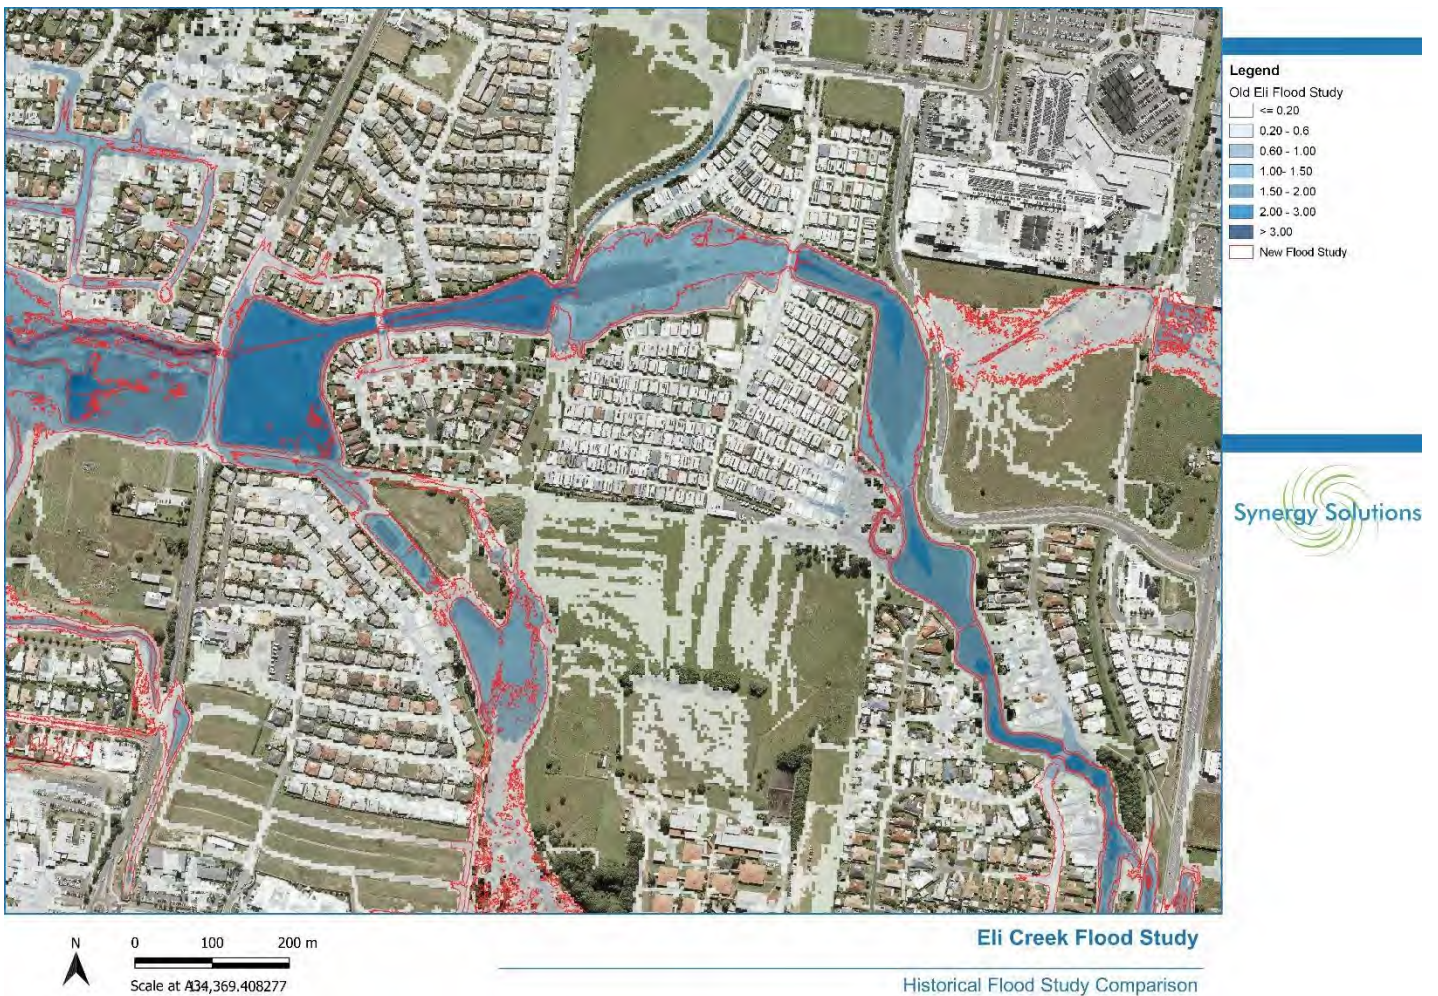 Legend
Old Eli Flood Study
<= 0.20
0.20 - 0.6
0.60 - 1.00
1.00- 1.50
1.50 - 2.00
2.00 - 3.00
> 3.00
New Flood Study
Synergy Solutions
N
0 100 200 m
Scale at
Eli Creek Flood Study
Historical Flood Study Comparison